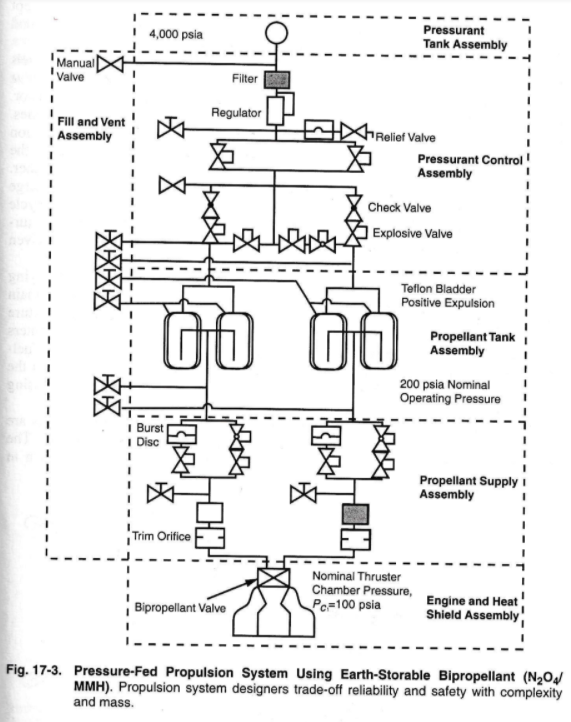 4,000 psia
Pressurant
Tank Assembly
Manual
Valve
Filter
Regulator
Fill and Vent
Assembly
Relief Valve
Pressurant Control
Assembly
Check Valve
Explosive Valve
Teflon Bladder
Positive Expulsion
Propellant Tank
Assembly
200 psia Nominal
Operating Pressure
Burst
Disc
Propellant Supply
Assembly
Trim Orifice
Nominal Thruster
Chamber Pressure,
Pc=100 psia
Bipropellant Valve
Engine and Heat
Shield Assembly
Fig. 17-3. Pressure-Fed Propulsion System Using Earth-Storable Bipropellant (N2O4/
MMH). Propulsion system designers trade-off reliability and safety with complexity
and mass.